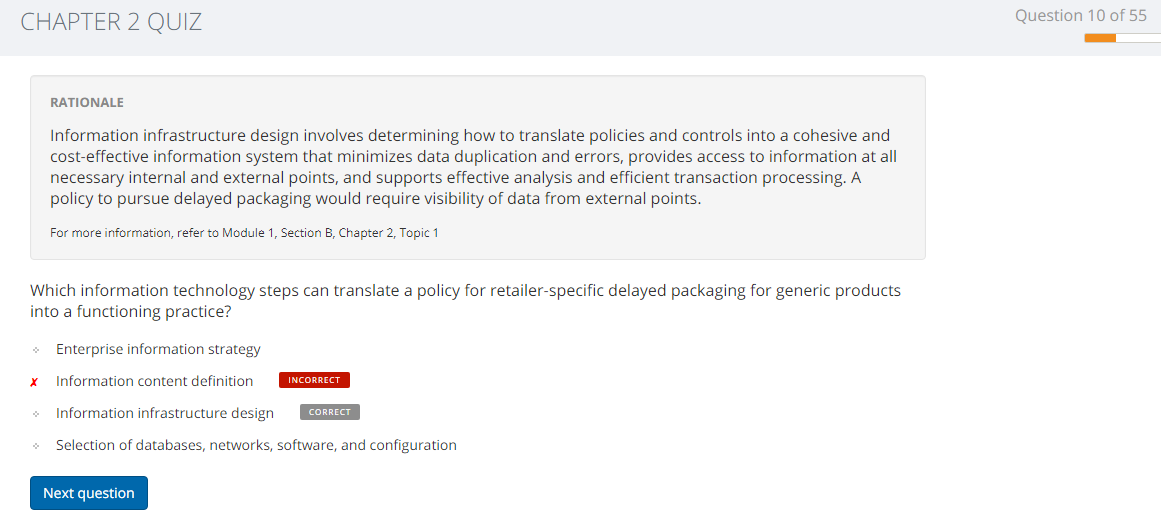 CHAPTER 2 QUIZ
Question 10 of 55
RATIONALE
Information infrastructure design involves determining how to translate policies and controls into a cohesive and
cost-effective information system that minimizes data duplication and errors, provides access to information at all
necessary internal and external points, and supports effective analysis and efficient transaction processing. A
policy to pursue delayed packaging would require visibility of data from external points.
For more information, refer to Module 1, Section B, Chapter 2, Topic 1
Which information technology steps can translate a policy for retailer-specific delayed packaging for generic products
into a functioning practice?
Enterprise information strategy
✗ Information content definition INCORRECT
Information infrastructure design CORRECT
Selection of databases, networks, software, and configuration
Next question